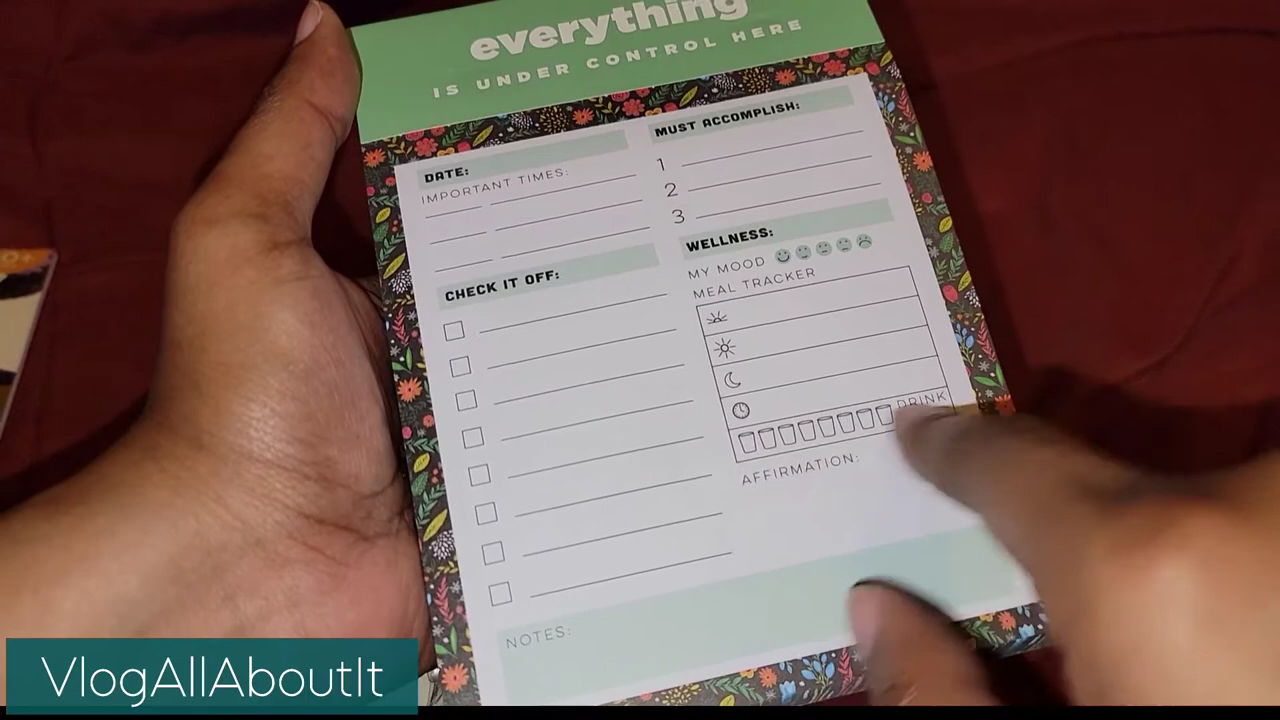 everything
IS UNDER CONTROL HERE
DATE:
IMPORTANT TIMES:
CHECK IT OFF:
MUST ACCOMPLISH:
1
2
3
WELLNESS:
MY MOOD
MEAL TRACKER
DRINK
AFFIRMATION:
NOTES:
VlogAllAboutIt